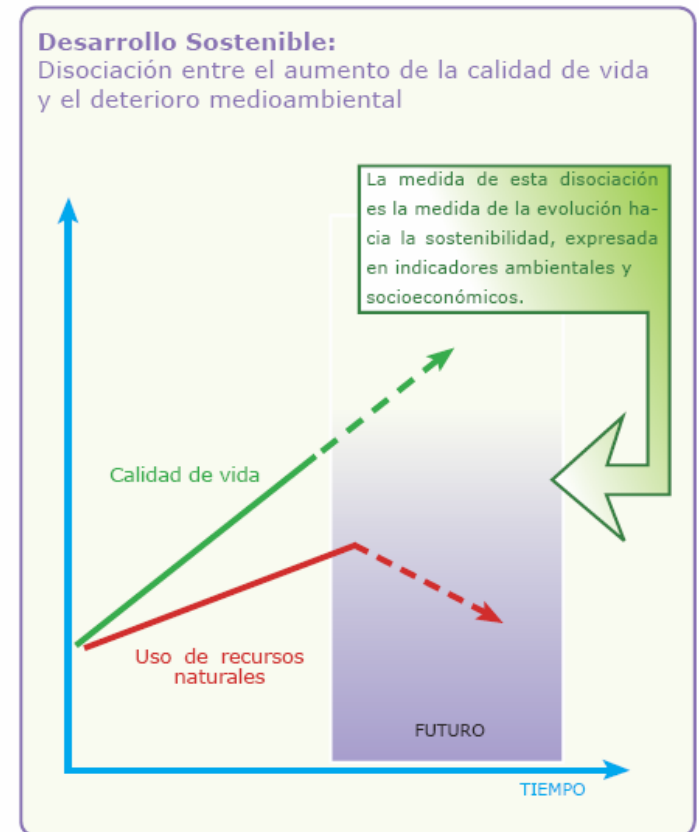 Desarrollo Sostenible:
Disociación entre el aumento de la calidad de vida
y el deterioro medioambiental
La medida de esta disociación
es la medida de la evolución ha-
cia la sostenibilidad, expresada
en indicadores ambientales y
socioeconómicos.
Calidad de vida
Uso de recursos
naturales
FUTURO
TIEMPO